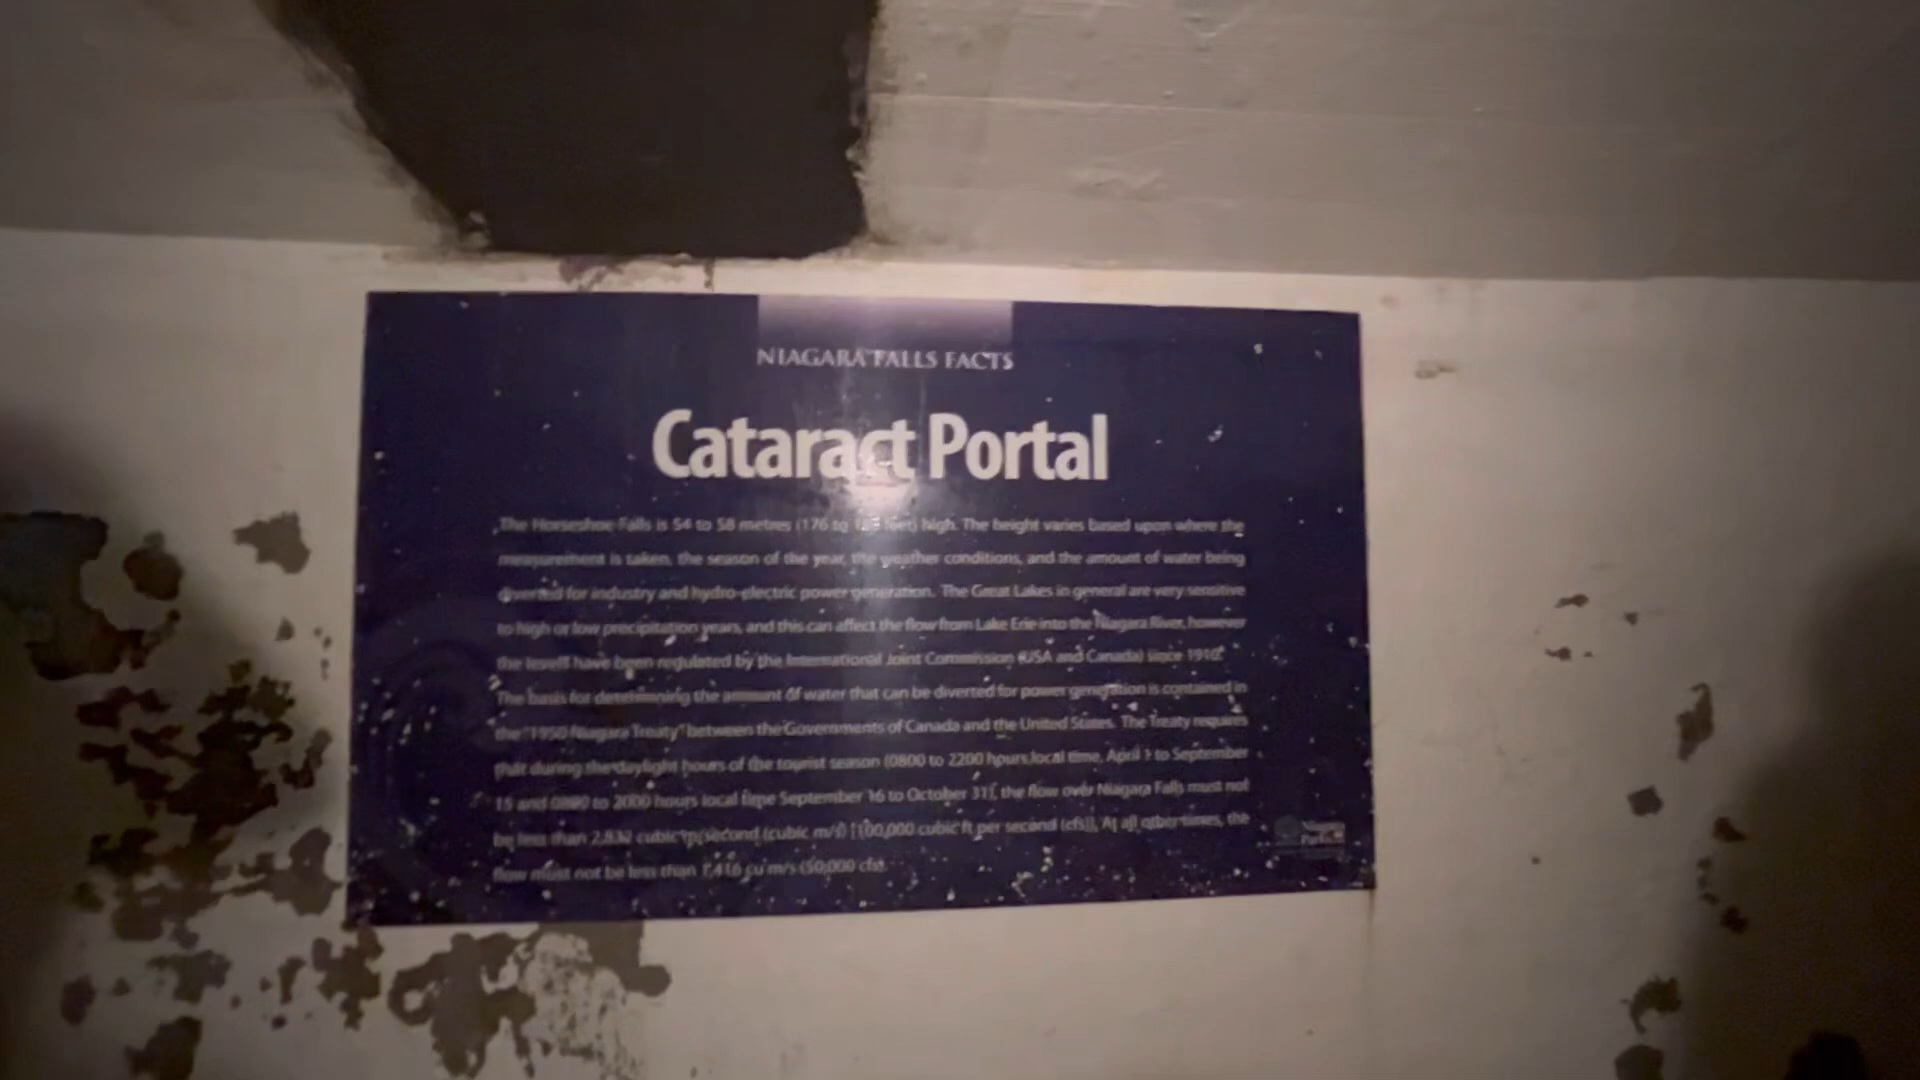 NIAGARA FALLS FACTS
Cataract Portal
The Horseshoe Falls is 54 to 58 metres (176 to feet) high. The height varies based upon where the
measurement is taken, the season of the year, the weather conditions, and the amount of water being
diverted for industry and hydro-electric power generation. The Great Lakes in general are very sensitive
to high or low precipitation years, and this can affect the flow from Lake Erie into the Niagara River, however
the levels have been regulated by the International Joint Commission (USA and Canada) since 1910.
The basis for determining the amount of water that can be diverted for power generation is contained in
the "1950 Niagara Treaty" between the Governments of Canada and the United States. The Treaty requires
that during the daylight hours of the tourist season (0800 to 2200 hours local time, April 1 to September
15 and 0800 to 2000 hours local time September 16 to October 31), the flow over Niagara Falls must not
be less than 2,832 cubic m/second (cubic m/s) [100,000 cubic ft per second (cfs)]. At all other times, the
flow must not be less than 1,416 cu m/s (50,000 cfs).
Niagara
Parks